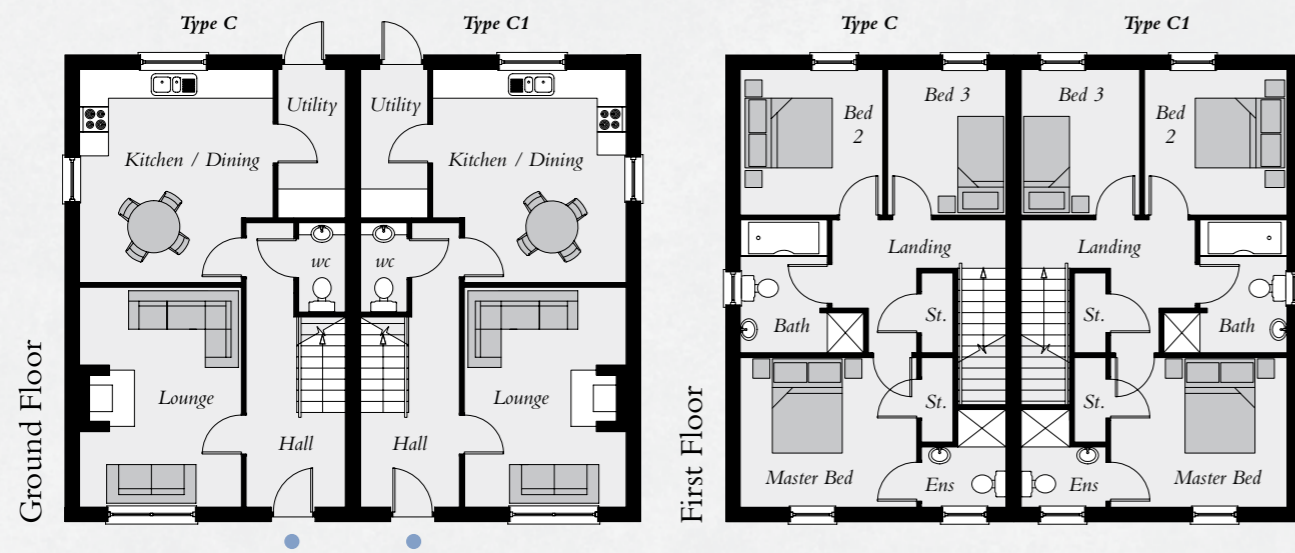 Type C
Type C1
Utility
Utility
Kitchen / Dining
Kitchen / Dining
wc
wc
Lounge
Lounge
Hall
Hall
Ground Floor
Type C
Type C1
Bed
2
Bed 3
Bed 3
Bed
2
Landing
Landing
St.
St.
Bath
Bath
St.
St.
Master Bed
Ens
Ens
Master Bed
First Floor